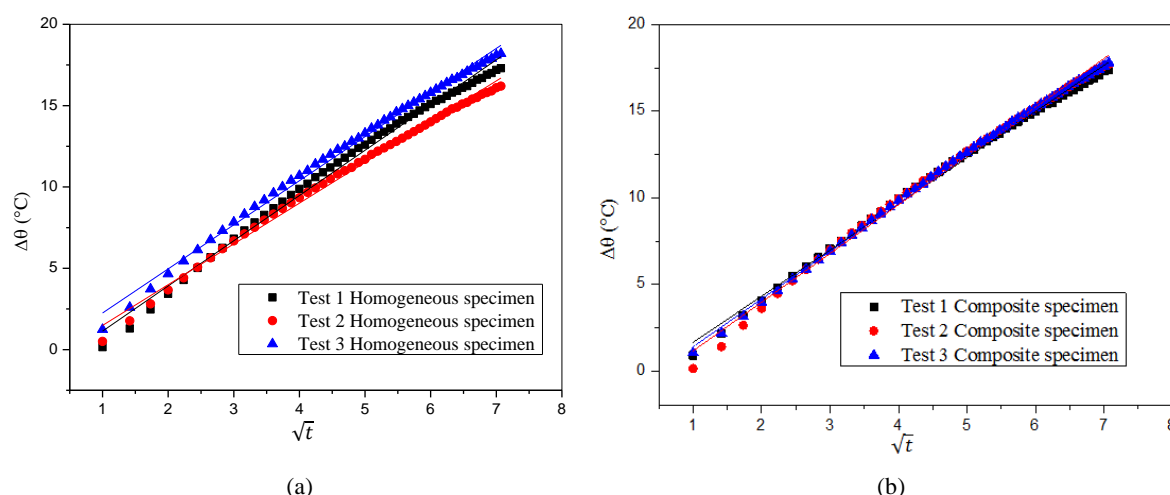 20
15
10
5
0
Δθ (°C)
Test 1 Homogeneous specimen
Test 2 Homogeneous specimen
Test 3 Homogeneous specimen
1 2 3 4 5 6 7 8
√t
(a)
20
15
10
5
0
Δθ (°C)
Test 1 Composite specimen
Test 2 Composite specimen
Test 3 Composite specimen
1 2 3 4 5 6 7 8
√t
(b)